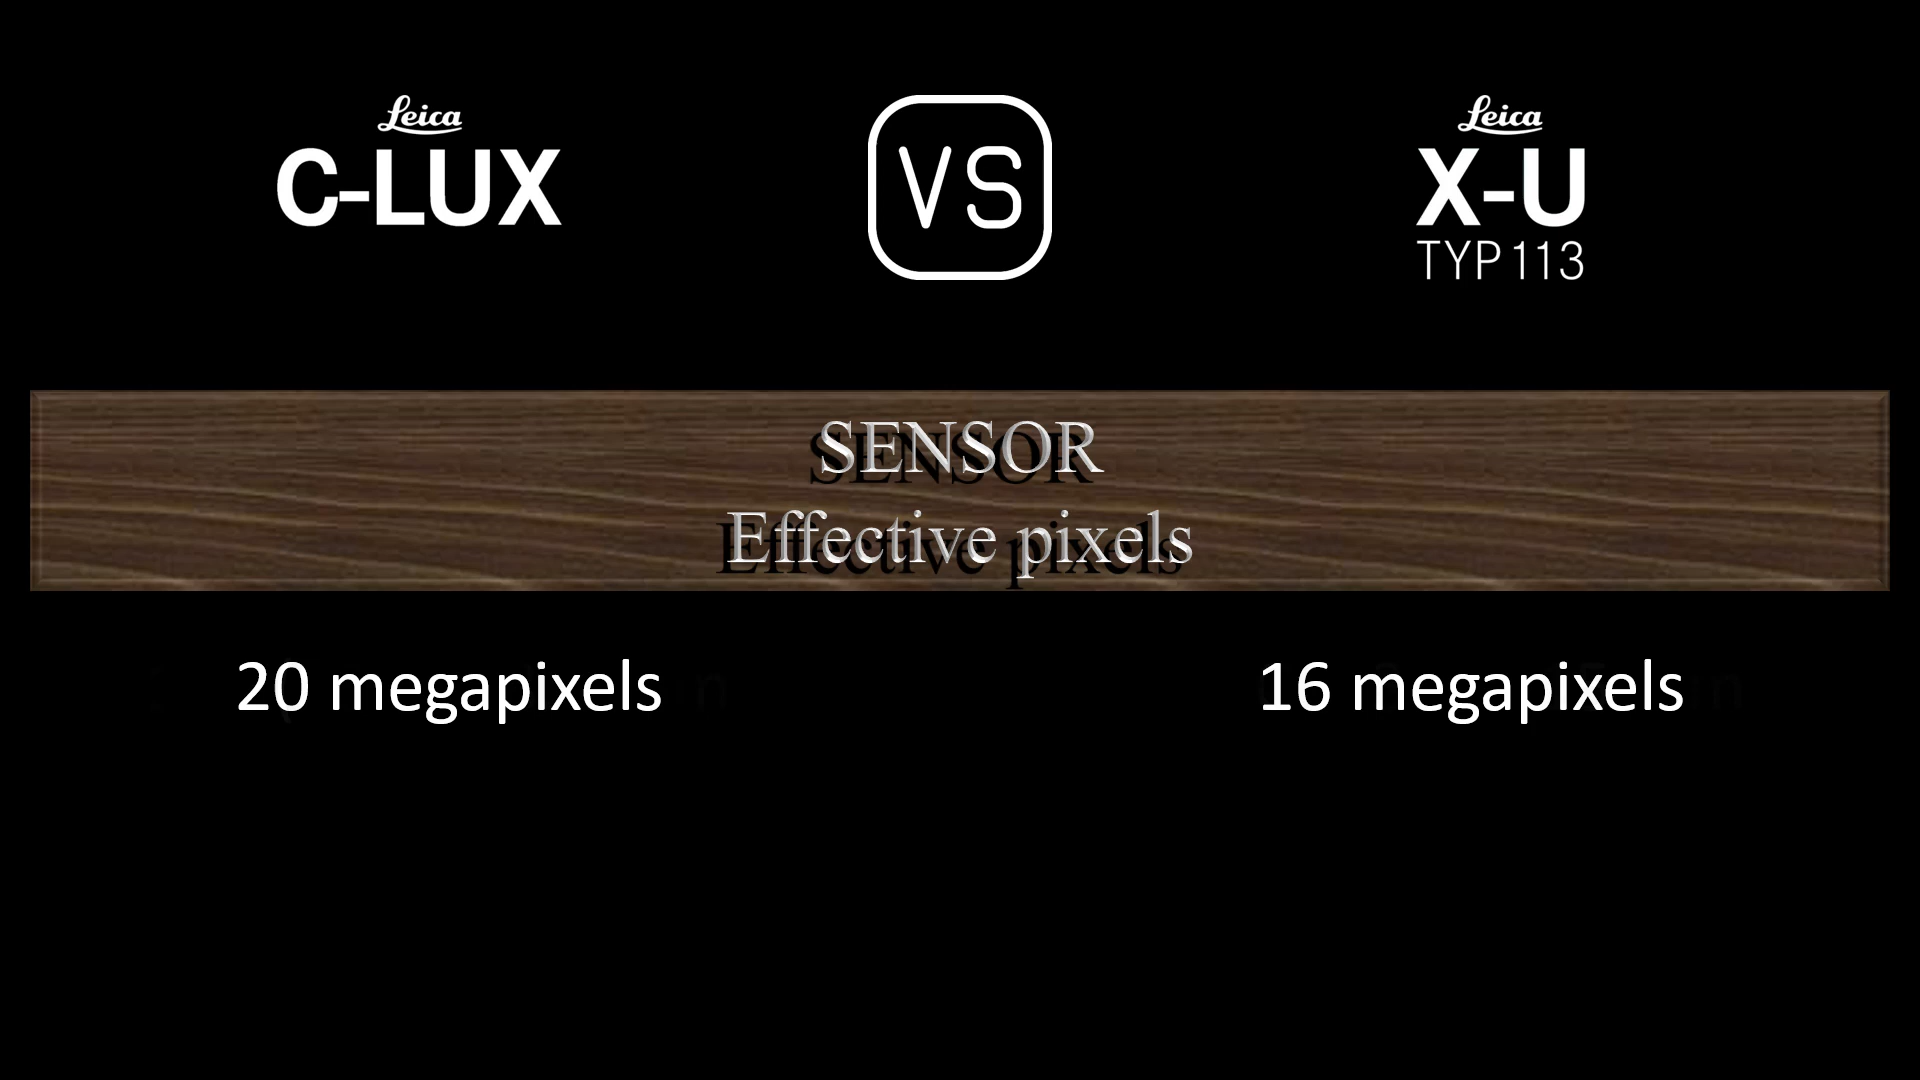 Leica
C-LUX
VS
Leica
X-U
TYP 113
SENSOR
Effective pixels
20 megapixels
16 megapixels